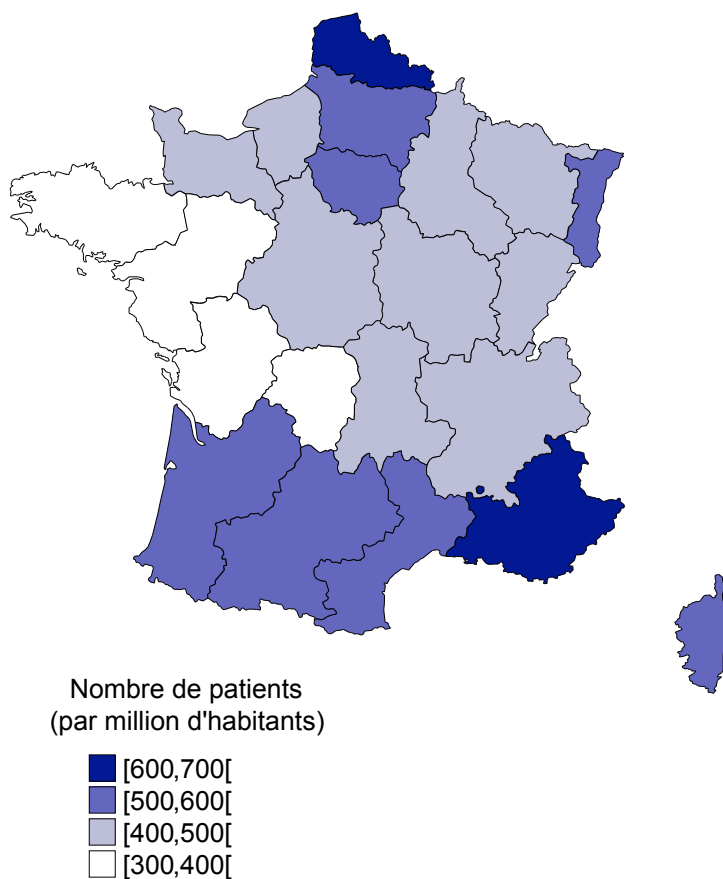 Nombre de patients
(par million d'habitants)
[600,700[
[500,600[
[400,500[
[300,400[